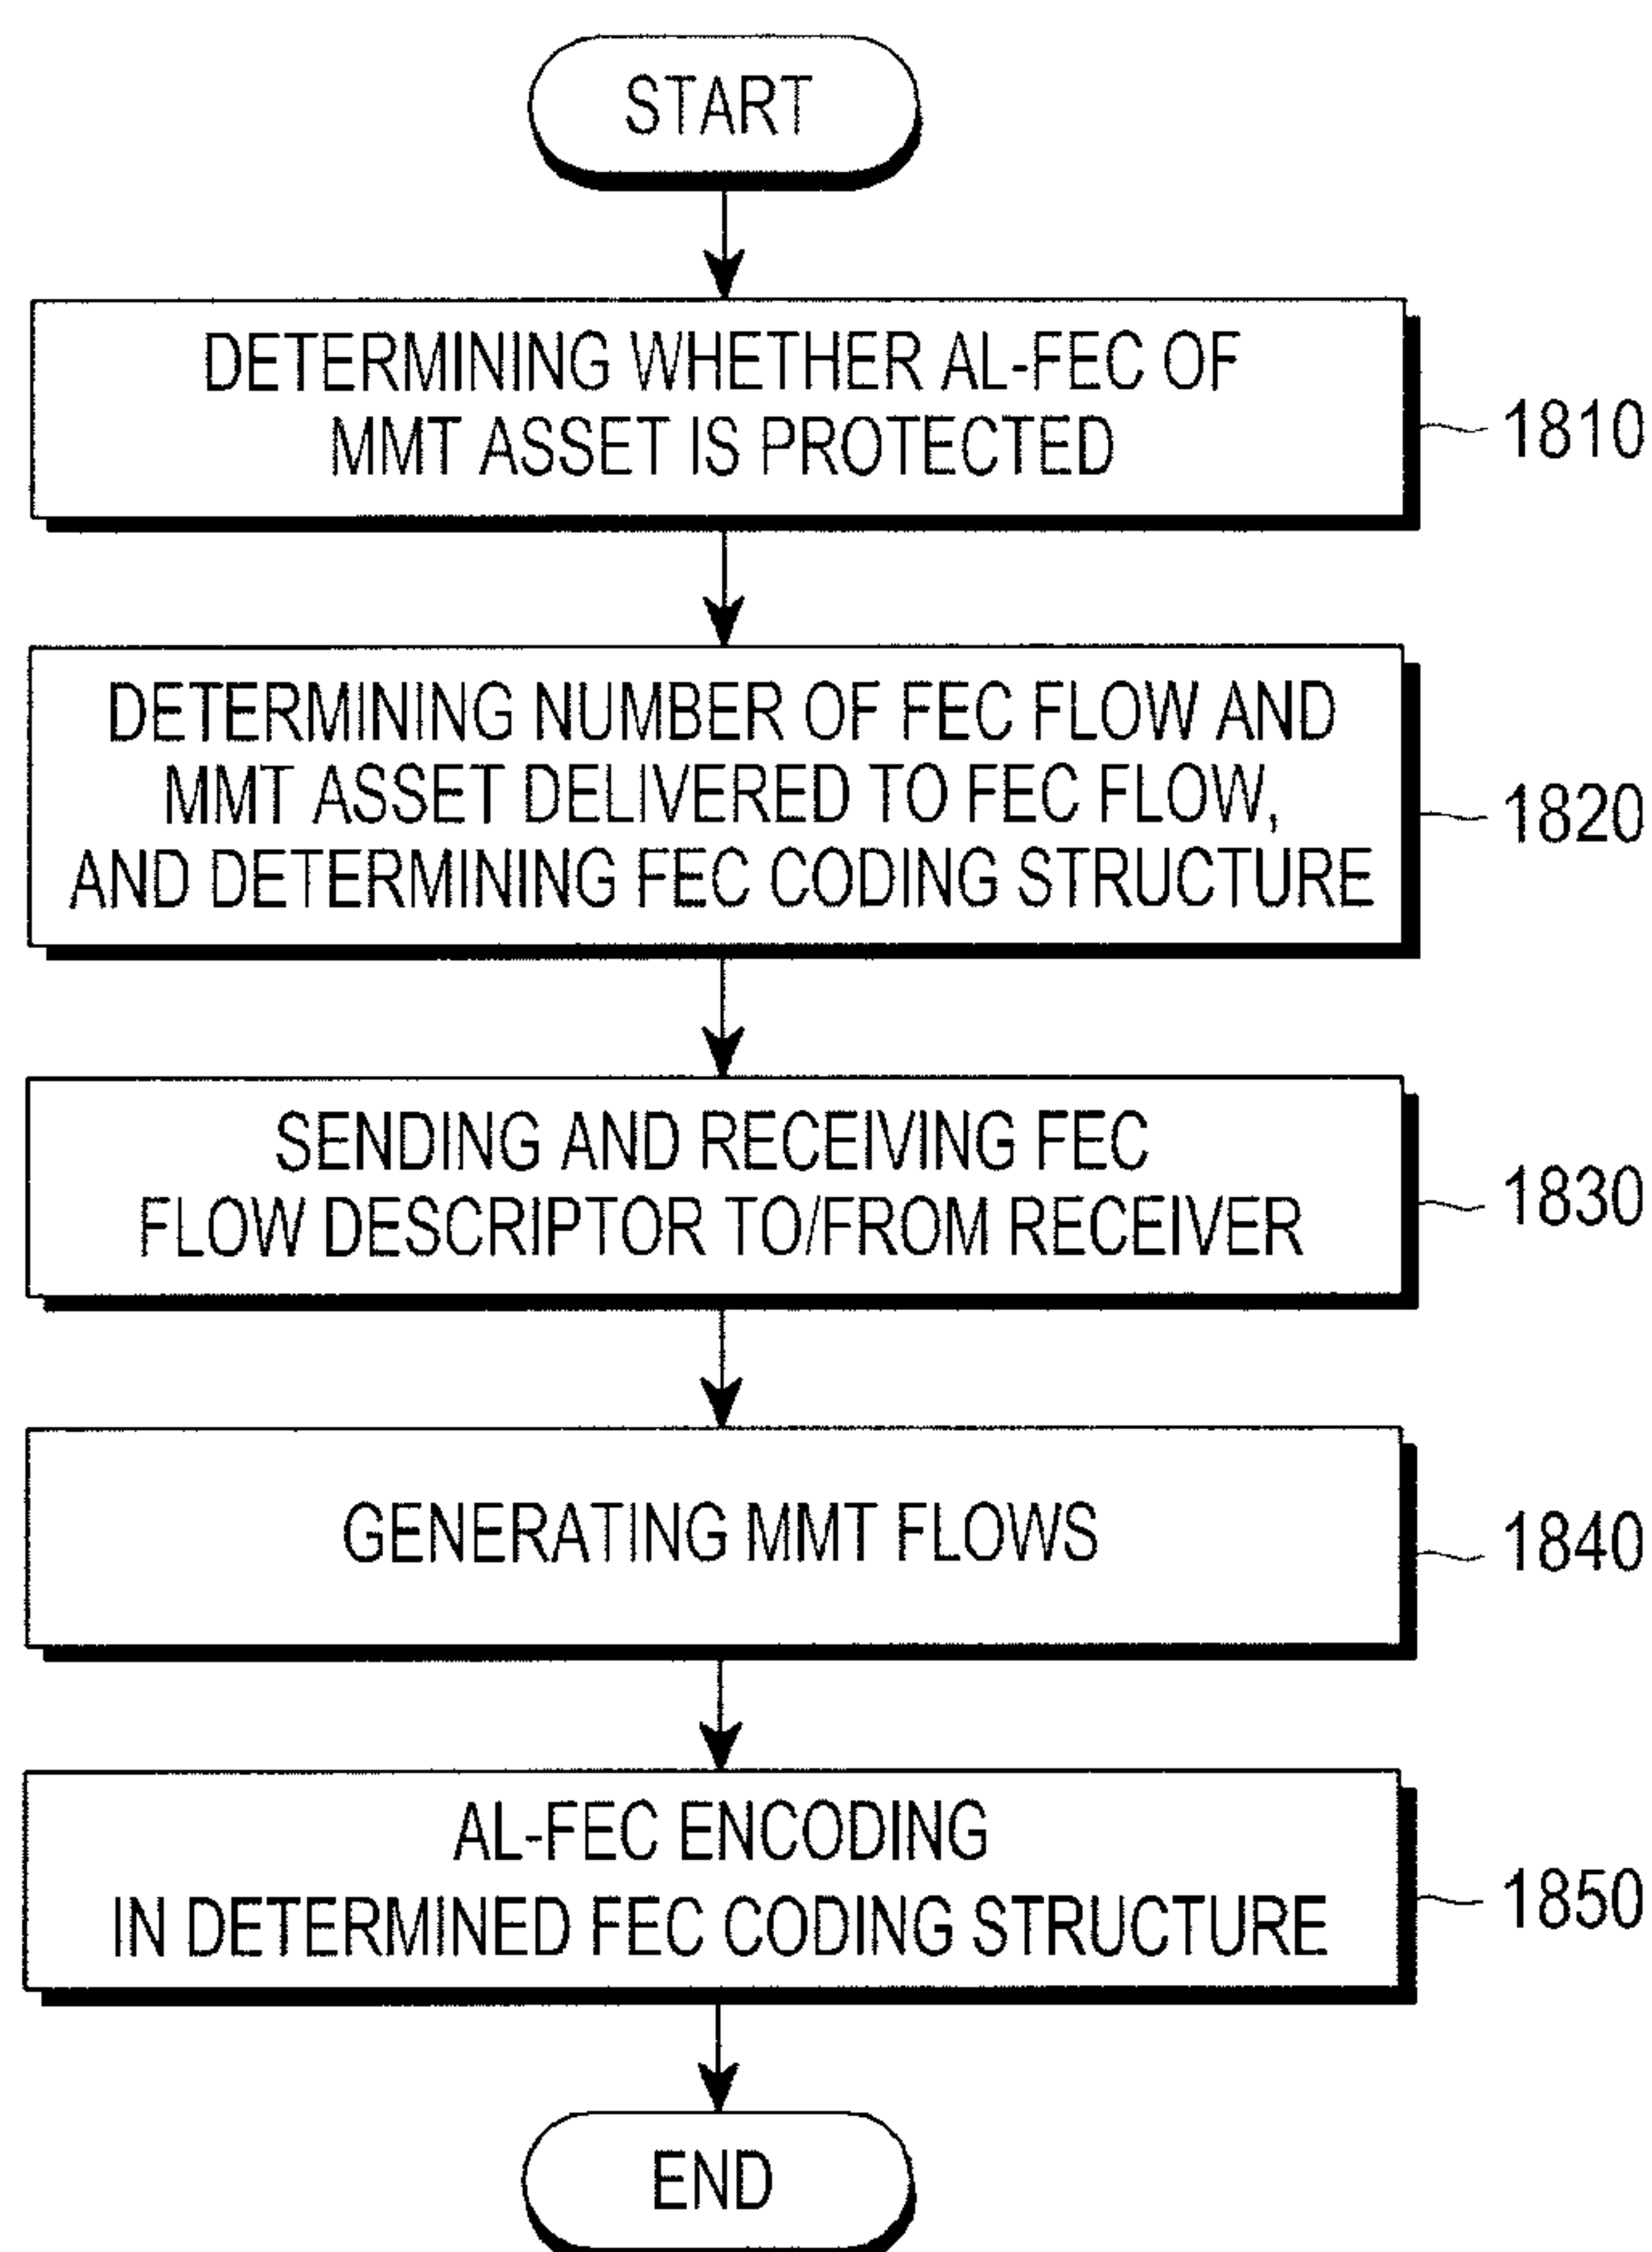 START
DETERMINING WHETHER AL-FEC OF
MMT ASSET IS PROTECTED
1810
DETERMINING NUMBER OF FEC FLOW AND
MMT ASSET DELIVERED TO FEC FLOW,
AND DETERMINING FEC CODING STRUCTURE
1820
SENDING AND RECEIVING FEC
FLOW DESCRIPTOR TO/FROM RECEIVER
1830
GENERATING MMT FLOWS
1840
AL-FEC ENCODING
IN DETERMINED FEC CODING STRUCTURE
1850
END